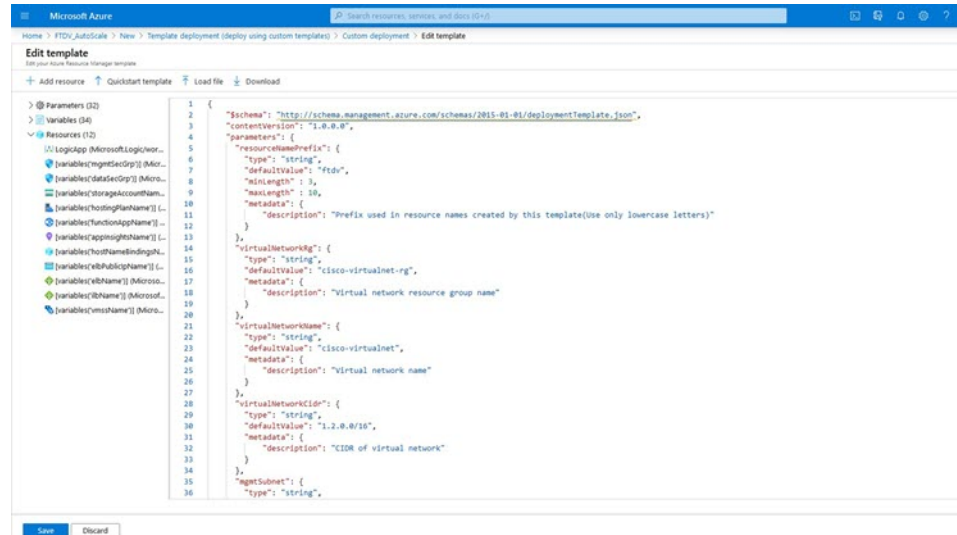 Microsoft Azure
Search resources, services, and docs (G+/)
Home > FTDV_AutoScale > New > Template deployment (deploy using custom templates) > Custom deployment > Edit template
Edit template
Edit your Azure Resource Manager template
+ Add resource ↑ Quickstart template Load file Download
> Parameters (32)
> Variables (34)
Resources (12)
LogicApp (Microsoft.Logic/wor...
[variables('mgmtSecGrp')] (Micr...
[variables('dataSecGrp')] (Micro...
[variables('storageAccountNam...
[variables('hostingPlanName')] (...
[variables('functionAppName')] ...
[variables('appInsightsName')] (...
[variables('hostNameBindingsN...
[variables('elbPublicIpName')] (...
[variables('elbName')] (Microso...
[variables('ilbName')] (Microsof...
[variables('vmssName')] (Micro...
1 {
2 "$schema": "http://schema.management.azure.com/schemas/2015-01-01/deploymentTemplate.json",
3 "contentVersion": "1.0.0.0",
4 "parameters": {
5 "resourceNamePrefix": {
6 "type": "string",
7 "defaultValue": "ftdv",
8 "minLength" : 3,
9 "maxLength" : 10,
10 "metadata": {
11 "description": "Prefix used in resource names created by this template(Use only lowercase letters)"
12 }
13 },
14 "virtualNetworkRg": {
15 "type": "string",
16 "defaultValue": "cisco-virtualnet-rg",
17 "metadata": {
18 "description": "Virtual network resource group name"
19 }
20 },
21 "virtualNetworkName": {
22 "type": "string",
23 "defaultValue": "cisco-virtualnet",
24 "metadata": {
25 "description": "Virtual network name"
26 }
27 },
28 "virtualNetworkCidr": {
29 "type": "string",
30 "defaultValue": "1.2.0.0/16",
31 "metadata": {
32 "description": "CIDR of virtual network"
33 }
34 },
35 "mgmtSubnet": {
36 "type": "string",
Save Discard